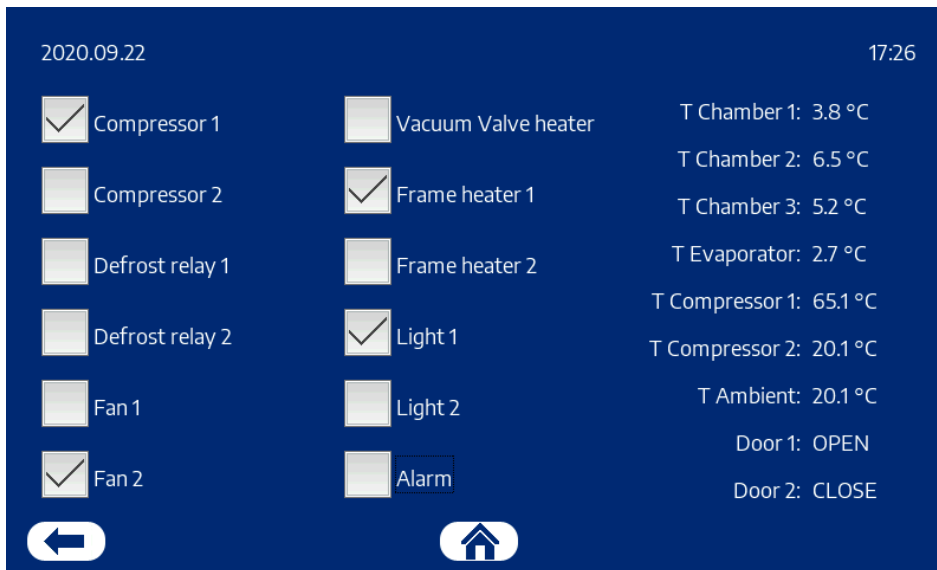 2020.09.22
17:26
Compressor 1
Compressor 2
Defrost relay 1
Defrost relay 2
Fan 1
Fan 2
Vacuum Valve heater
Frame heater 1
Frame heater 2
Light 1
Light 2
Alarm
T Chamber 1: 3.8 °C
T Chamber 2: 6.5 °C
T Chamber 3: 5.2 °C
T Evaporator: 2.7 °C
T Compressor 1: 65.1 °C
T Compressor 2: 20.1 °C
T Ambient: 20.1 °C
Door 1: OPEN
Door 2: CLOSE